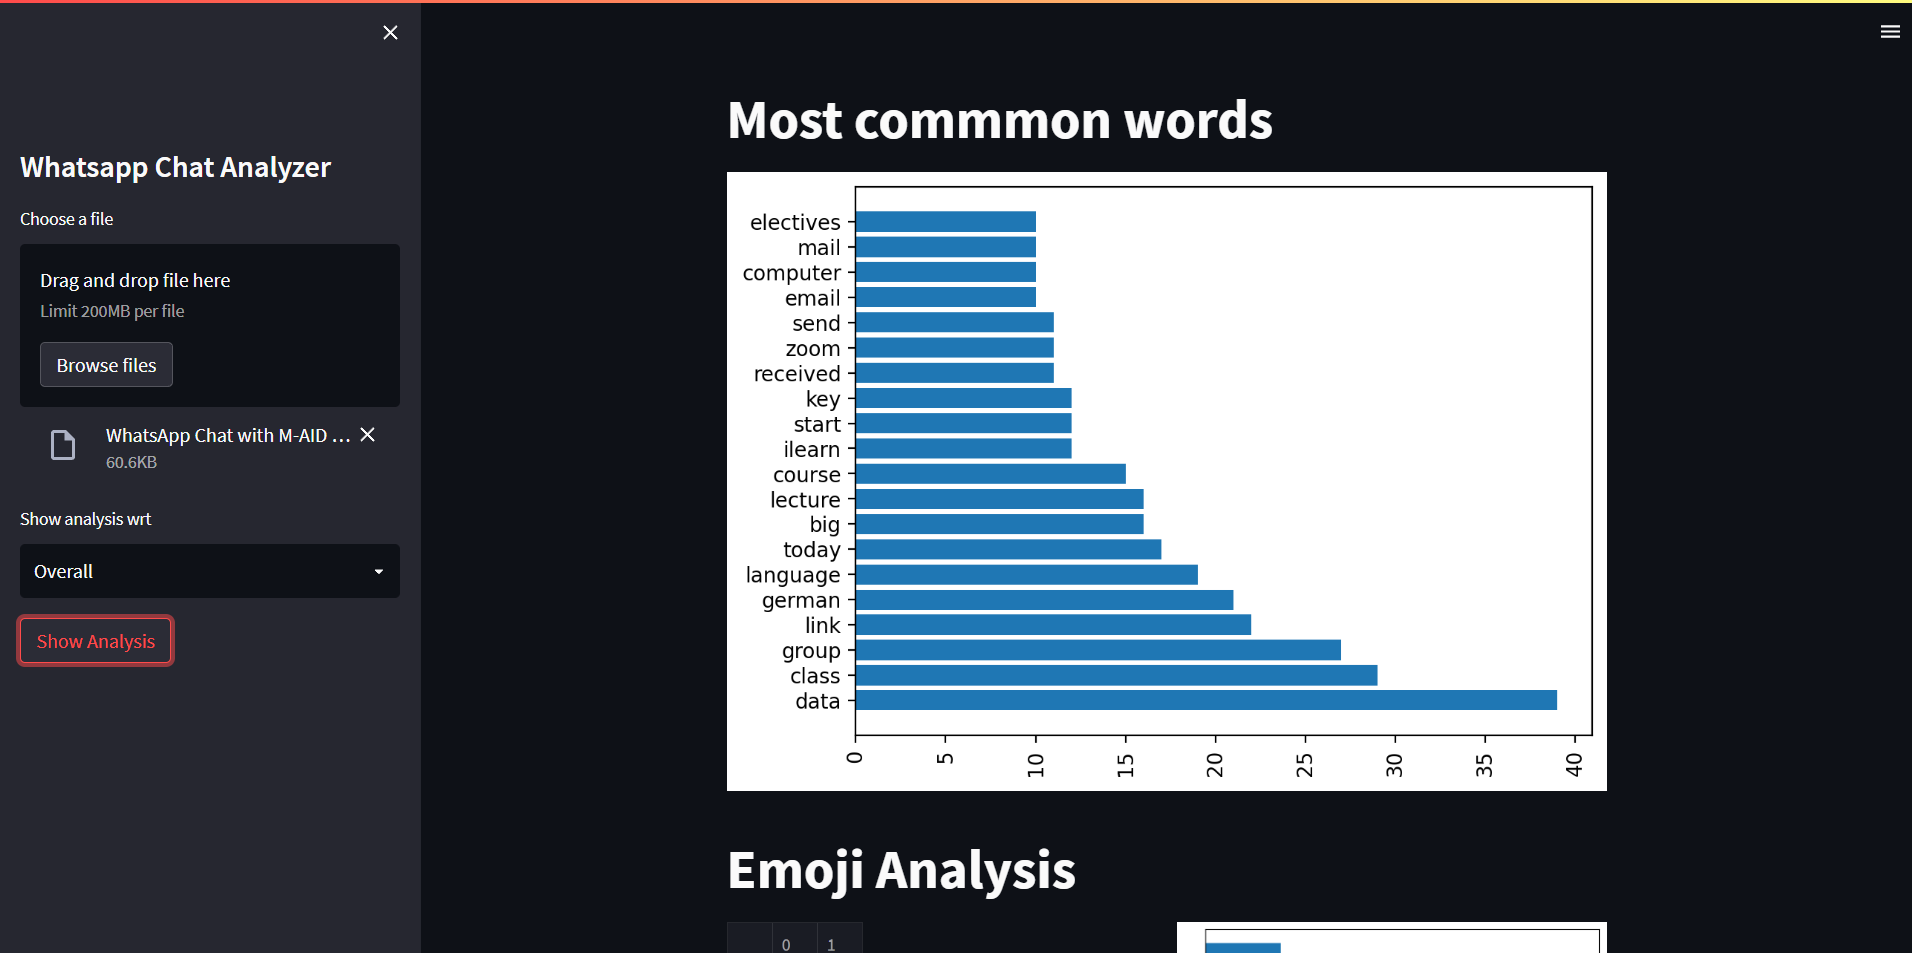 Whatsapp Chat Analyzer
Choose a file
Drag and drop file here
Limit 200MB per file
Browse files
WhatsApp Chat with M-AID ...
60.6KB
Show analysis wrt
Overall
Show Analysis
Most commmon words
electives
mail
computer
email
send
zoom
received
key
start
ilearn
course
lecture
big
today
language
german
link
group
class
data
0 5 10 15 20 25 30 35 40
Emoji Analysis
0 1